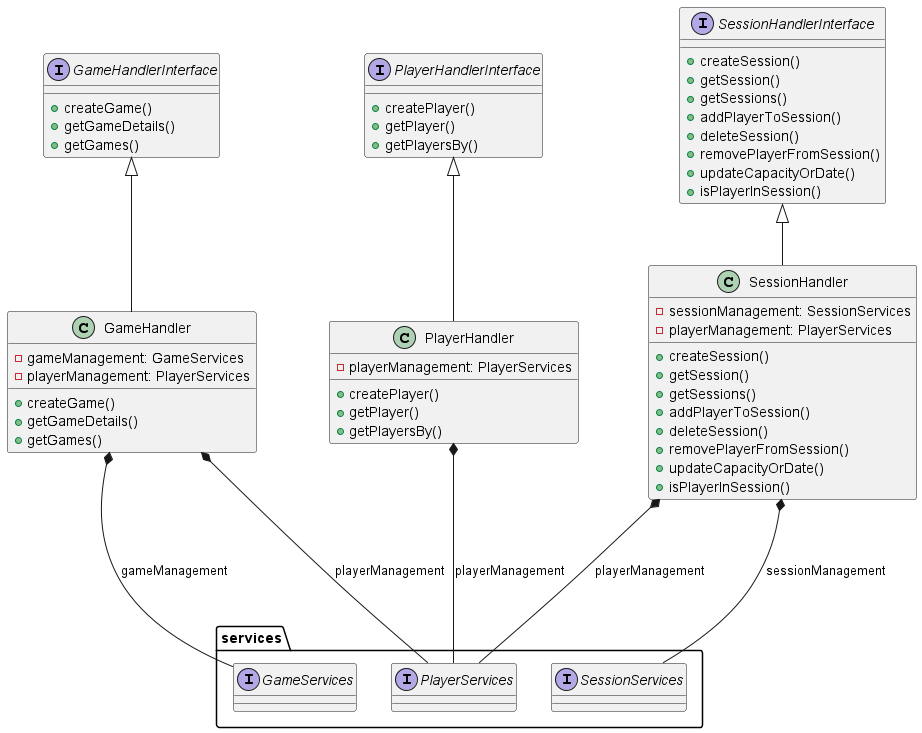 SessionHandlerInterface
createSession()
getSession()
getSessions()
addPlayerToSession()
deleteSession()
removePlayerFromSession()
updateCapacityOrDate()
isPlayerInSession()
GameHandlerInterface
createGame()
getGameDetails()
getGames()
PlayerHandlerInterface
createPlayer()
getPlayer()
getPlayersBy()
GameHandler
gameManagement: GameServices
playerManagement: PlayerServices
createGame()
getGameDetails()
getGames()
PlayerHandler
playerManagement: PlayerServices
createPlayer()
getPlayer()
getPlayersBy()
SessionHandler
sessionManagement: SessionServices
playerManagement: PlayerServices
createSession()
getSession()
getSessions()
addPlayerToSession()
deleteSession()
removePlayerFromSession()
updateCapacityOrDate()
isPlayerInSession()
gameManagement
playerManagement
playerManagement
playerManagement
sessionManagement
services
GameServices
PlayerServices
SessionServices